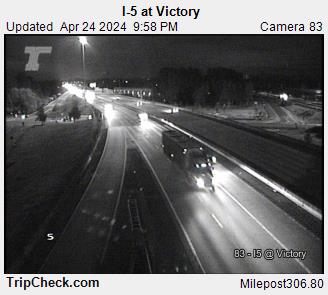 I-5 at Victory
Updated Apr 24 2024 9:58 PM Camera 83
T
S
83 - I5 @ Victory
TripCheck.com Milepost306.80